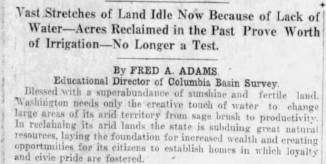 Vast Stretches of Land Idle Now Because of Lack of
Water—Acres Reclaimed in the Past Prove Worth
of Irrigation—No Longer a Test.
By FRED A. ADAMS.
Educational Director of Columbia Basin Survey.
Blessed with a superabundance of sunshine and fertile land.
Washington needs only the creative touch of water to change
large areas of its arid territory from sage brush to productivity.
In reclaiming its arid lands the state is subduing great natural
resources, laying the foundation for increased wealth and creating
opportunities for its citizens to establish homes in which loyalty
and civic pride are fostered.